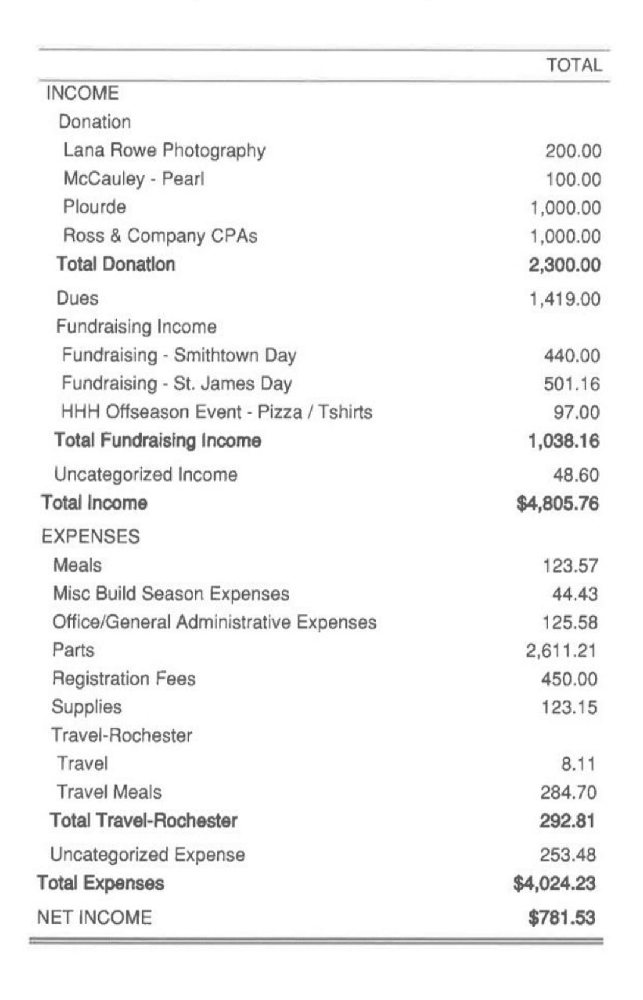 TOTAL
INCOME
Donation
Lana Rowe Photography 200.00
McCauley - Pearl 100.00
Plourde 1,000.00
Ross & Company CPAs 1,000.00
Total Donation 2,300.00
Dues 1,419.00
Fundraising Income
Fundraising - Smithtown Day 440.00
Fundraising - St. James Day 501.16
HHH Offseason Event - Pizza / Tshirts 97.00
Total Fundraising Income 1,038.16
Uncategorized Income 48.60
Total Income $4,805.76
EXPENSES
Meals 123.57
Misc Build Season Expenses 44.43
Office/General Administrative Expenses 125.58
Parts 2,611.21
Registration Fees 450.00
Supplies 123.15
Travel-Rochester
Travel 8.11
Travel Meals 284.70
Total Travel-Rochester 292.81
Uncategorized Expense 253.48
Total Expenses $4,024.23
NET INCOME $781.53